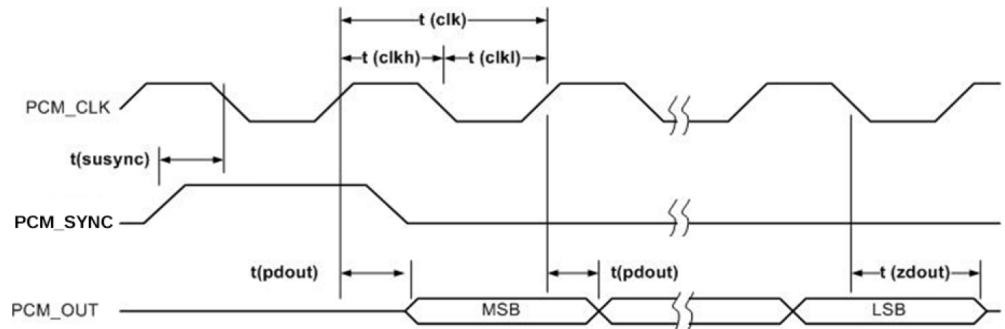 t (clk)
t (clkh) t (clkl)
PCM_CLK
t(susync)
PCM_SYNC
t(pdout) t(pdout) t (zdout)
PCM_OUT MSB LSB